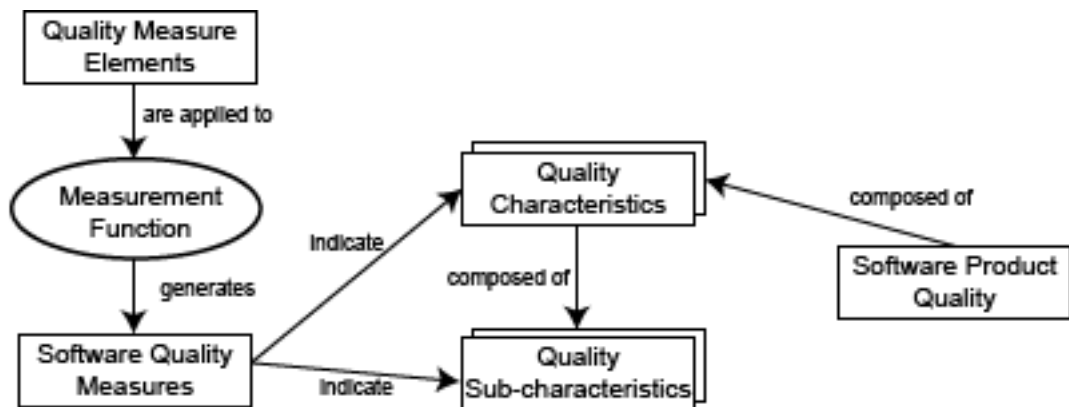 Quality Measure
Elements
are applied to
Measurement
Function
generates
Software Quality
Measures
indicate
indicate
Quality
Characteristics
composed of
Quality
Sub-characteristics
composed of
Software Product
Quality